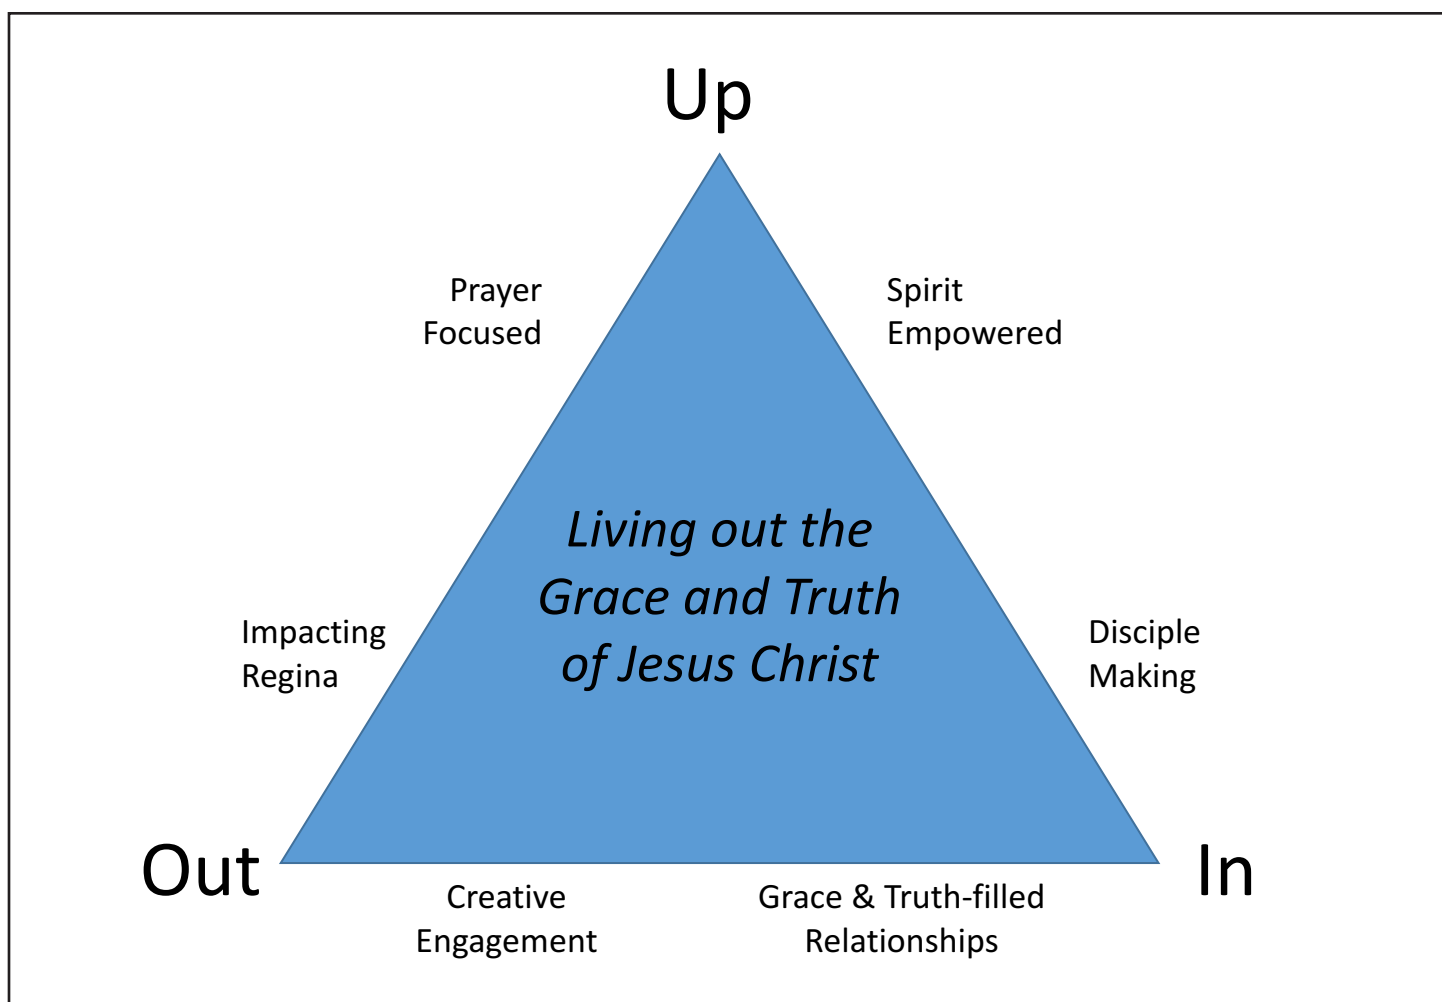 Up
Prayer
Focused
Spirit
Empowered
Living out the
Grace and Truth
of Jesus Christ
Impacting
Regina
Disciple
Making
Out
In
Creative
Engagement
Grace & Truth-filled
Relationships